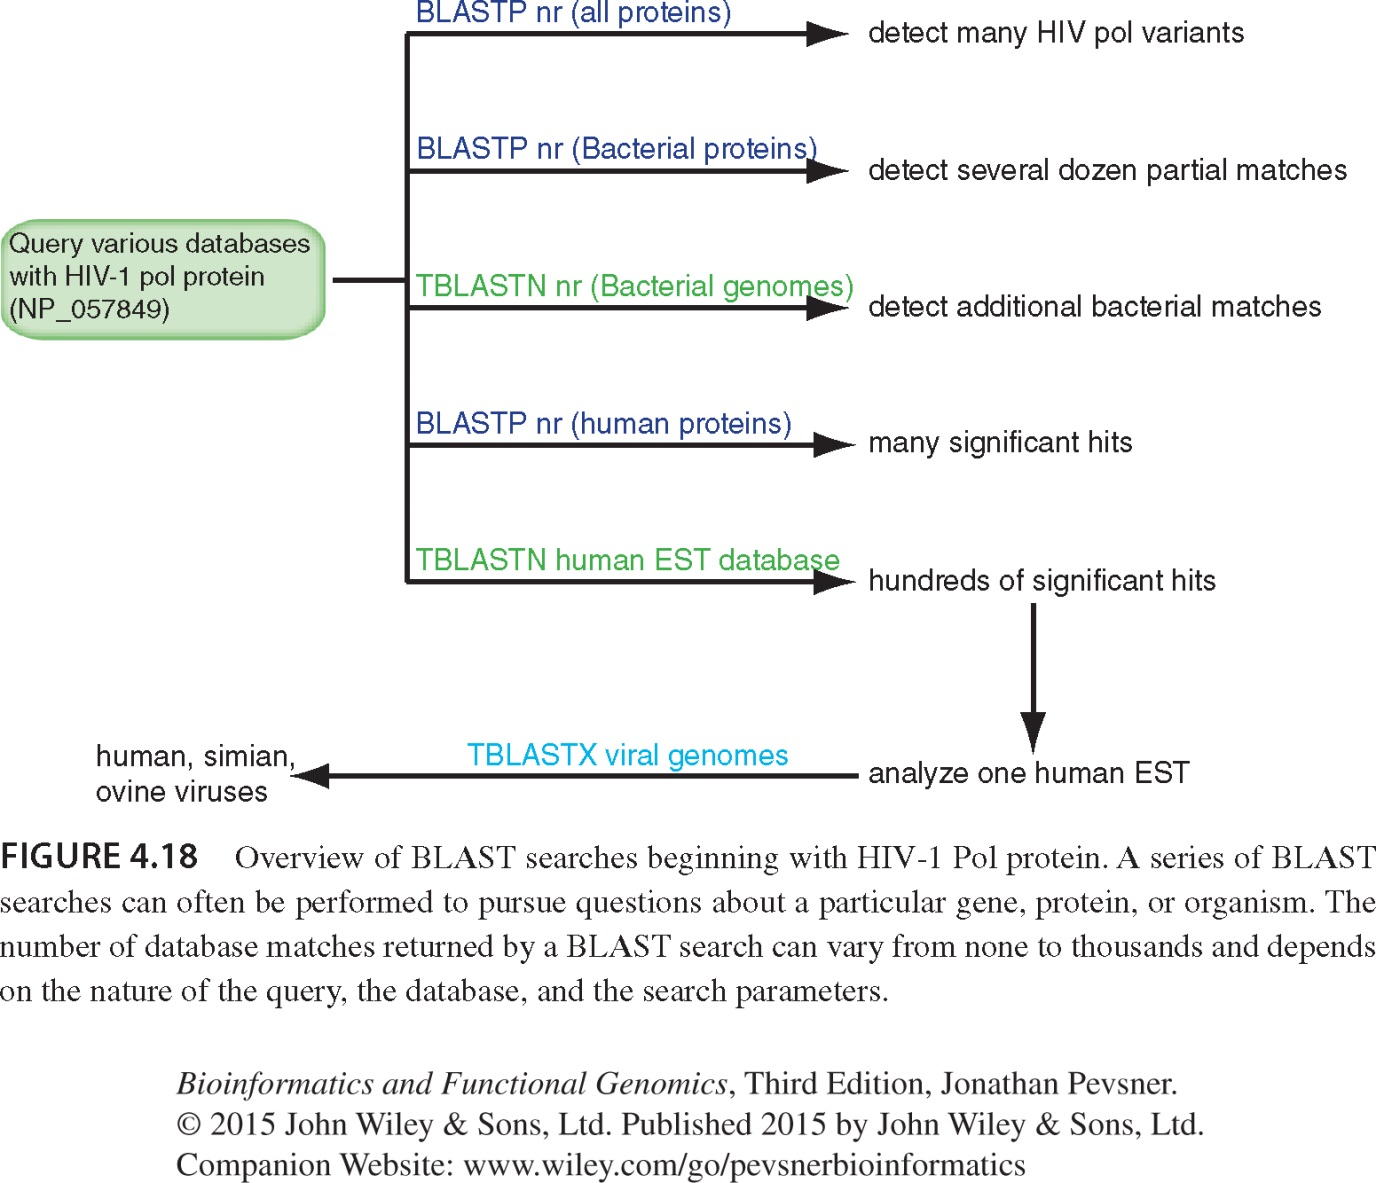 BLASTP nr (all proteins)
detect many HIV pol variants
BLASTP nr (Bacterial proteins)
detect several dozen partial matches
Query various databases
with HIV-1 pol protein
(NP_057849)
TBLASTN nr (Bacterial genomes)
detect additional bacterial matches
BLASTP nr (human proteins)
many significant hits
TBLASTN human EST database
hundreds of significant hits
human, simian,
ovine viruses
TBLASTX viral genomes
analyze one human EST
FIGURE 4.18 Overview of BLAST searches beginning with HIV-1 Pol protein. A series of BLAST
searches can often be performed to pursue questions about a particular gene, protein, or organism. The
number of database matches returned by a BLAST search can vary from none to thousands and depends
on the nature of the query, the database, and the search parameters.
Bioinformatics and Functional Genomics, Third Edition, Jonathan Pevsner.
© 2015 John Wiley & Sons, Ltd. Published 2015 by John Wiley & Sons, Ltd.
Companion Website: www.wiley.com/go/pevsnerbioinformatics